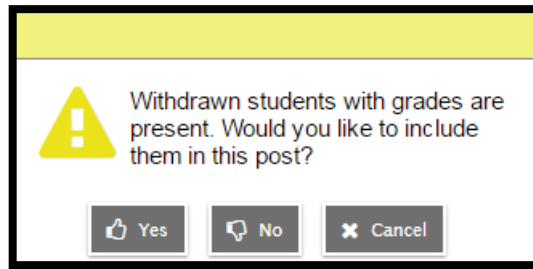 Withdrawn students with grades are
present. Would you like to include
them in this post?
Yes No Cancel